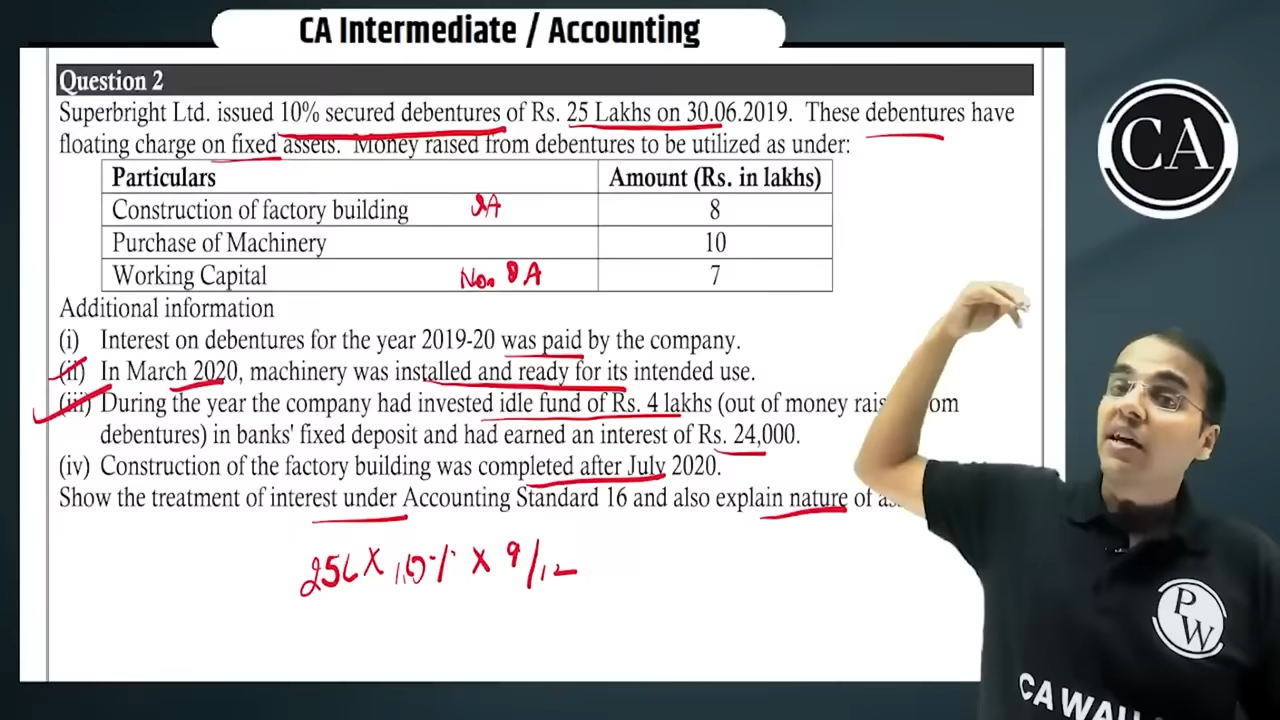 CA Intermediate / Accounting
Question 2
Superbright Ltd. issued 10% secured debentures of Rs. 25 Lakhs on 30.06.2019. These debentures have
floating charge on fixed assets. Money raised from debentures to be utilized as under:
Particulars Amount (Rs. in lakhs)
Construction of factory building QA 8
Purchase of Machinery 10
Working Capital Non QA 7
Additional information
(i) Interest on debentures for the year 2019-20 was paid by the company.
(ii) In March 2020, machinery was installed and ready for its intended use.
(iii) During the year the company had invested idle fund of Rs. 4 lakhs (out of money from
debentures) in banks' fixed deposit and had earned an interest of Rs. 24,000.
(iv) Construction of the factory building was completed after July 2020.
Show the treatment of interest under Accounting Standard 16 and also explain nature of
25L X 10% X 9/12
CA
PW
CA